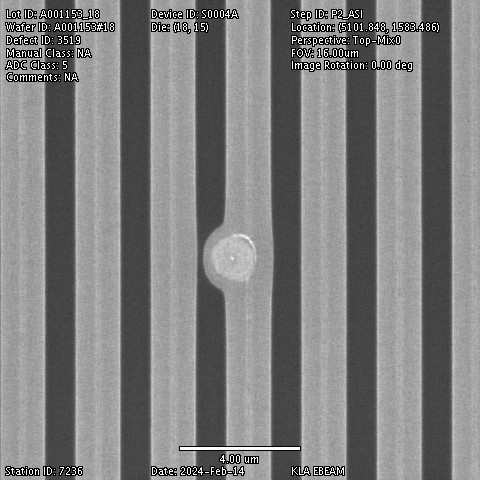 Lot ID: A001153_18
Device ID: S0004A
Step ID: P2_ASI
Wafer ID: A001153#18
Die: (18, 15)
Location: (5101.848, 1583.486)
Defect ID: 3519
Perspective: Top-Mix0
Manual Class: NA
FOV: 16.00um
ADC Class: 5
Image Rotation: 0.00 deg
Comments: NA
4.00 um
Station ID: 7236
Date: 2024-Feb-14
KLA EBEAM